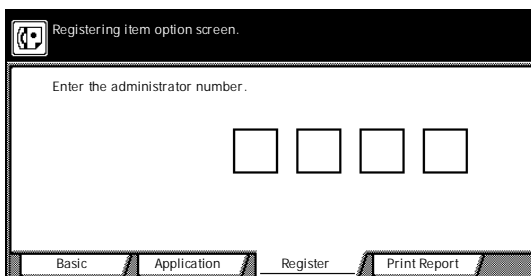 Registering item option screen.
Enter the administrator number.
Basic Application Register Print Report